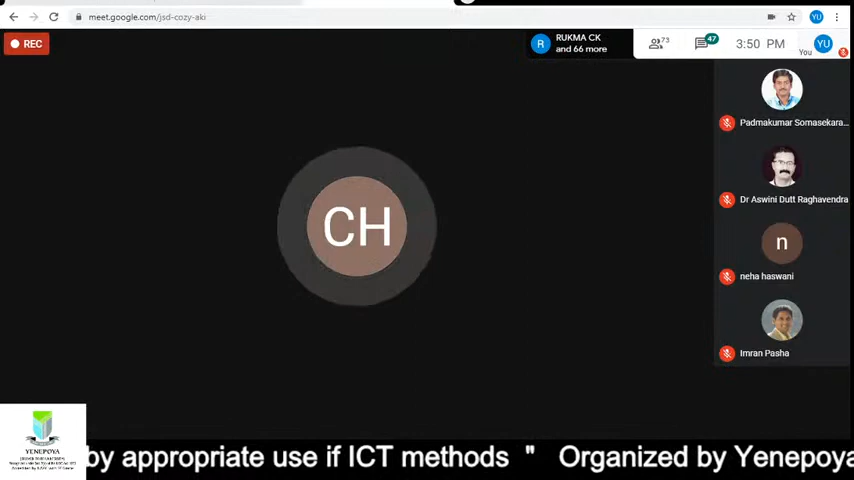 meet.google.com/jsd-cozy-aki
YU
REC
R
RUKMA CK
and 66 more
73
47
3:50 PM
You
YU
Padmakumar Somasekara...
Dr Aswini Dutt Raghavendra
n
neha haswani
Imran Pasha
CH
YENEPOYA
by appropriate use if ICT methods " Organized by Yenepoya